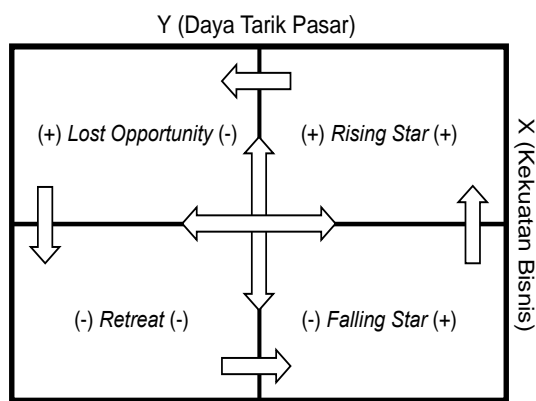 Y (Daya Tarik Pasar)
(+) Lost Opportunity (-)
(+) Rising Star (+)
X (Kekuatan Bisnis)
(-) Retreat (-)
(-) Falling Star (+)